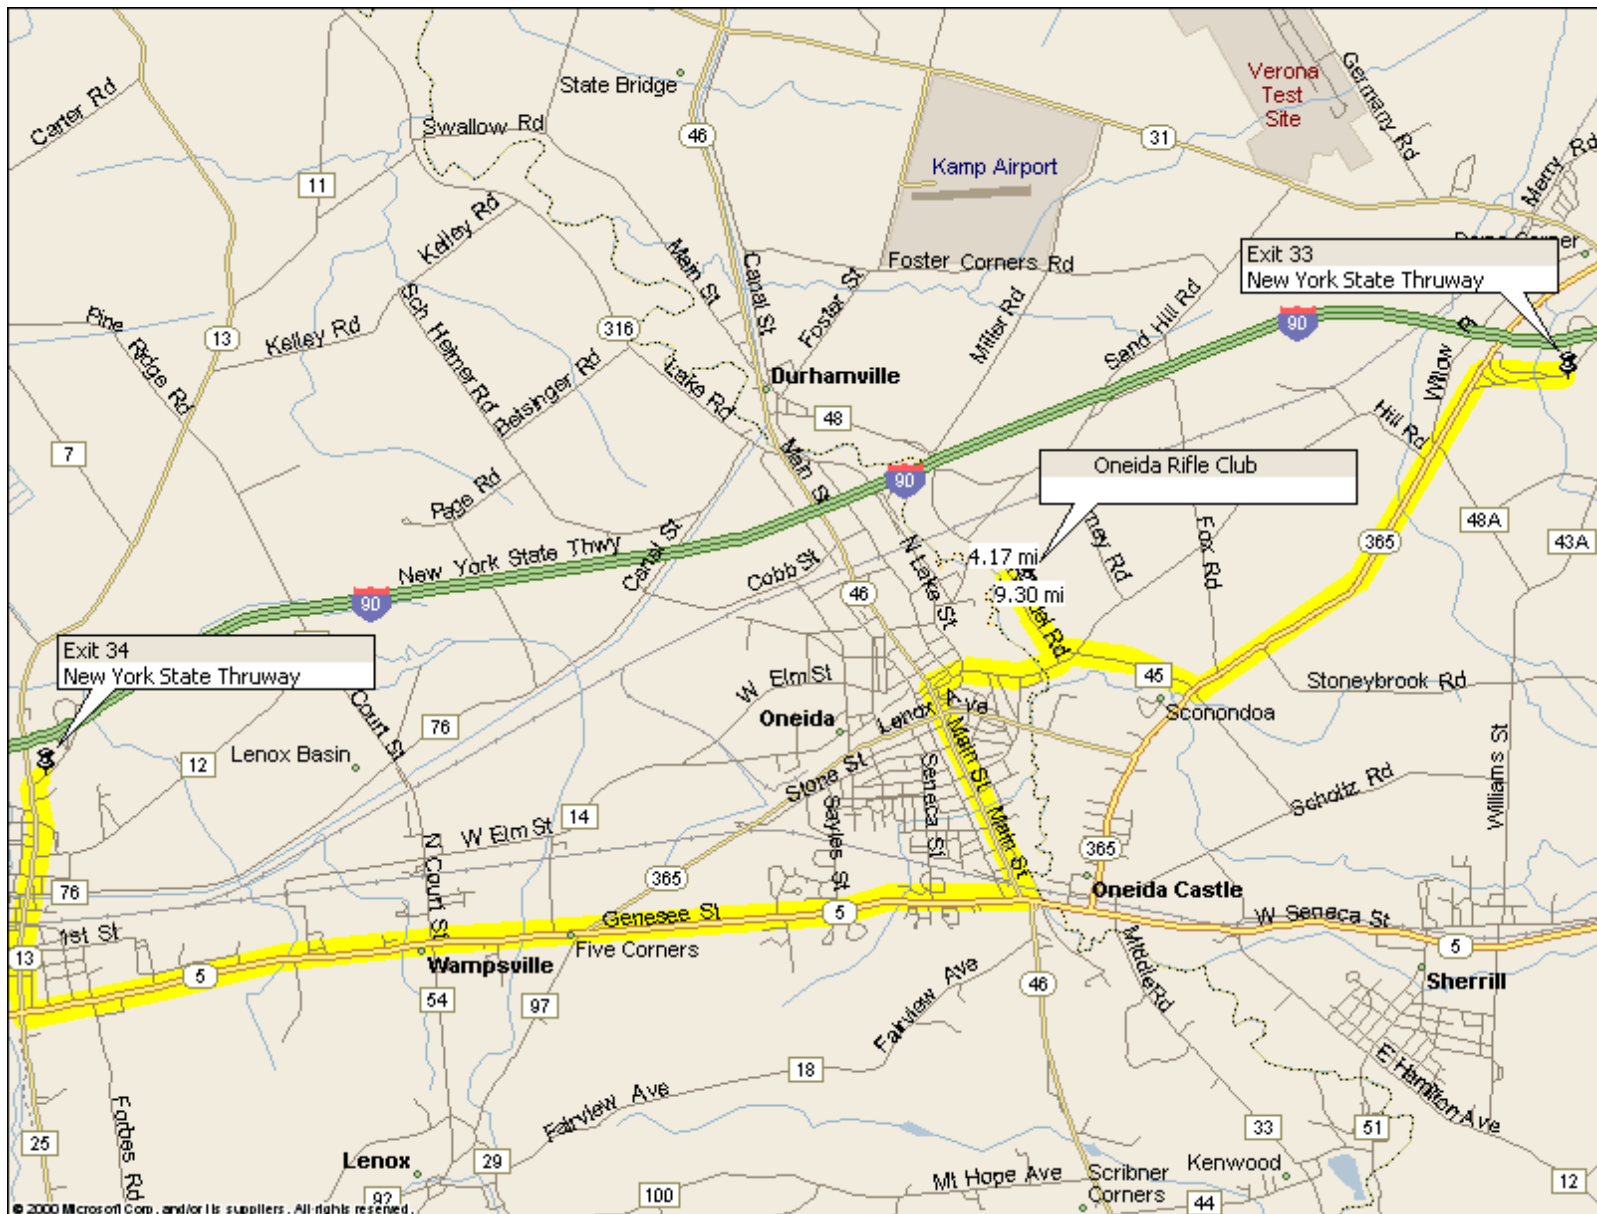 State Bridge
Carter Rd
Swallow Rd
46
31
Verona
Test
Site
Germany Rd
Merry Rd
Kamp Airport
11
Kelley Rd
Main St
Canal St
Foster St
Foster Corners Rd
Miller Rd
Sand Hill Rd
Exit 33
New York State Thruway
Pine Ridge Rd
13
Kelley Rd
Sch Heimer Rd
316
Belsinger Rd
Lake Rd
Durhamville
48
90
Willow
Hill Rd
7
Page Rd
Main St
90
Oneida Rifle Club
48A
43A
365
Fox Rd
New York State Thwy
Canal St
Cobb St
46
N Lake St
4.17 mi
9.30 mi
90
Exit 34
New York State Thruway
Court St
76
W Elm St
Oneida
Lenox Ave
45
Sconondoa
Stoneybrook Rd
12
Lenox Basin
Stone St
Seneca St
Main St
Main St
Scholtz Rd
Williams St
14
W Elm St
Sayles St
365
365
Oneida Castle
76
N Court St
1st St
Genesee St
5
W Seneca St
5
13
5
Wampsville
Five Corners
Middle Rd
Sherrill
54
97
Fairview Ave
46
18
E Hamilton Ave
Forbes Rd
Fairview Ave
25
Lenox
29
33
51
Kenwood
92
100
Mt Hope Ave
Scribner
Corners
44
12
© 2000 Microsoft Corp. and/or its suppliers. All rights reserved.